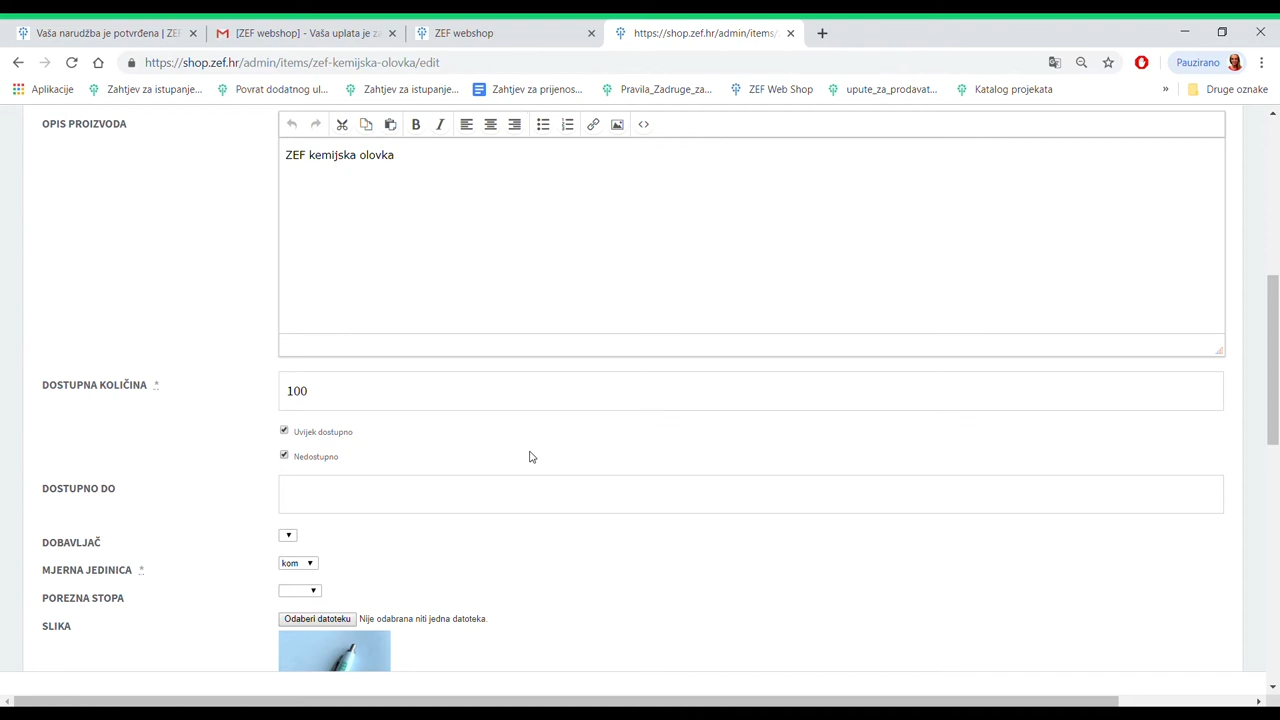 Vaša narudžba je potvrđena | ZEF
[ZEF webshop] - Vaša uplata je za
ZEF webshop
https://shop.zef.hr/admin/items/
https://shop.zef.hr/admin/items/zef-kemijska-olovka/edit
Pauzirano
Aplikacije
Zahtjev za istupanje...
Povrat dodatnog ul...
Zahtjev za istupanje...
Zahtjev za prijenos...
Pravila_Zadruge_za...
ZEF Web Shop
upute_za_prodavat...
Katalog projekata
»
Druge oznake
OPIS PROIZVODA
ZEF kemijska olovka
DOSTUPNA KOLIČINA *
100
Uvijek dostupno
Nedostupno
DOSTUPNO DO
DOBAVLJAČ
MJERNA JEDINICA *
kom
POREZNA STOPA
SLIKA
Odaberi datoteku Nije odabrana niti jedna datoteka.